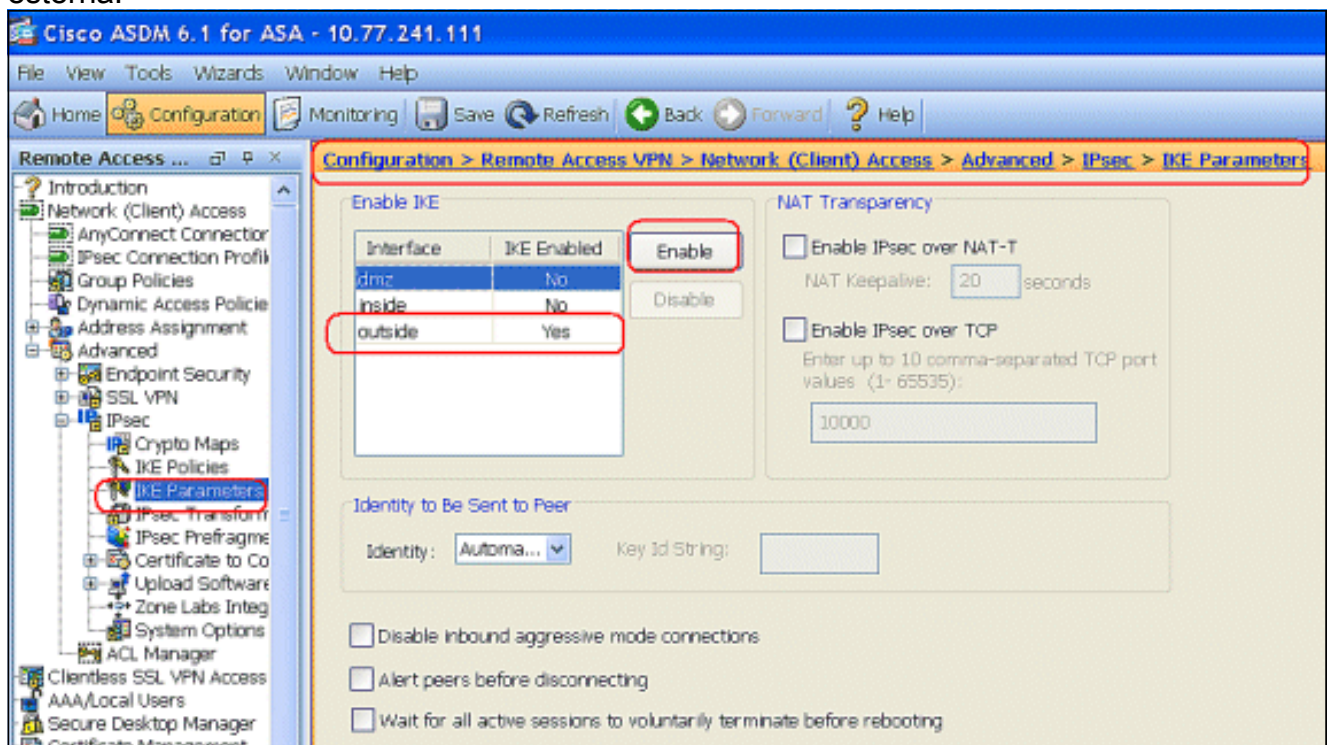 esterna.
Cisco ASDM 6.1 for ASA - 10.77.241.111
File View Tools Wizards Window Help
Home Configuration Monitoring Save Refresh Back Forward Help
Remote Access ...
Configuration > Remote Access VPN > Network (Client) Access > Advanced > IPsec > IKE Parameters
Introduction
Network (Client) Access
AnyConnect Connection
IPsec Connection Profil
Group Policies
Dynamic Access Policie
Address Assignment
Advanced
Endpoint Security
SSL VPN
IPsec
Crypto Maps
IKE Policies
IKE Parameters
IPsec Transform
IPsec Prefragme
Certificate to Co
Upload Software
Zone Labs Integ
System Options
ACL Manager
Clientless SSL VPN Access
AAA/Local Users
Secure Desktop Manager
Certificate Management
Enable IKE
Interface IKE Enabled
dmz No
inside No
outside Yes
Enable
Disable
NAT Transparency
Enable IPsec over NAT-T
NAT Keepalive: 20 seconds
Enable IPsec over TCP
Enter up to 10 comma-separated TCP port
values (1- 65535):
10000
Identity to Be Sent to Peer
Identity: Automa... Key Id String:
Disable inbound aggressive mode connections
Alert peers before disconnecting
Wait for all active sessions to voluntarily terminate before rebooting